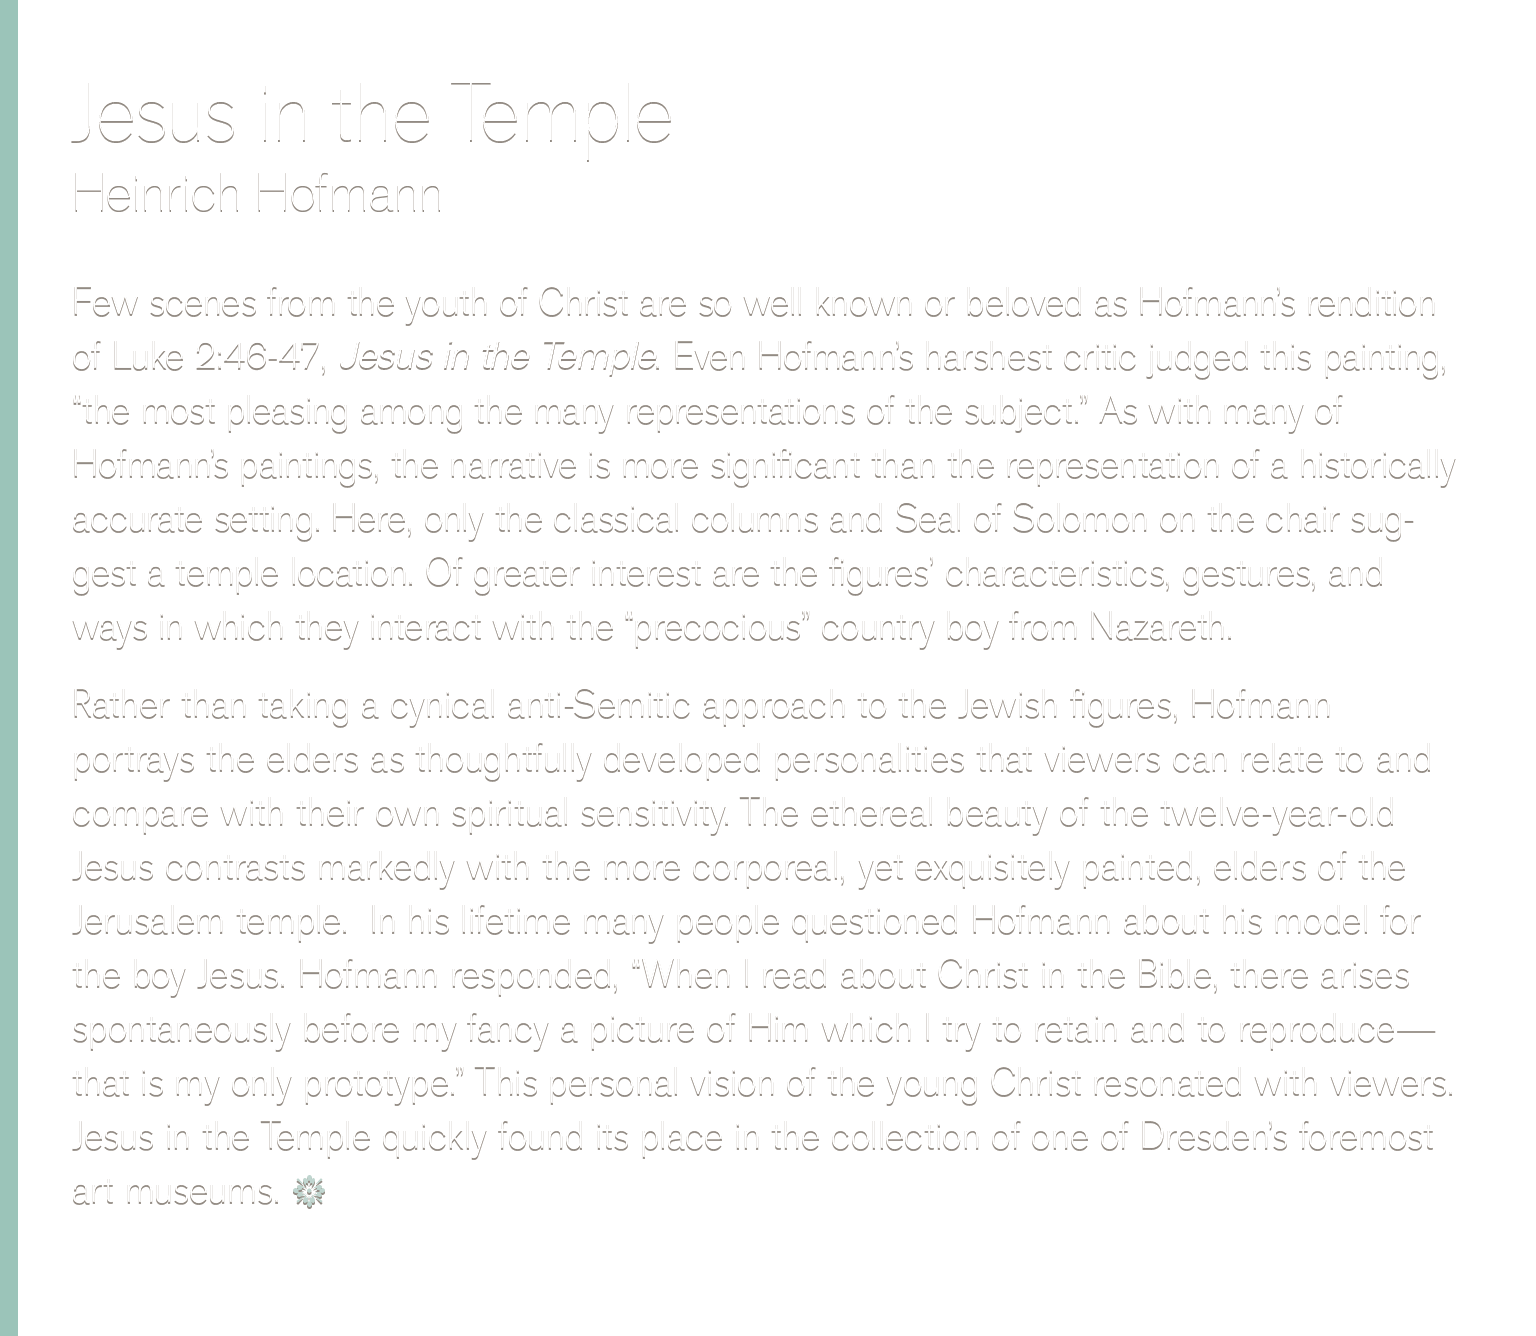 Jesus in the Temple
Heinrich Hofmann
Few scenes from the youth of Christ are so well known or beloved as Hofmann’s rendition
of Luke 2:46-47, Jesus in the Temple. Even Hofmann’s harshest critic judged this painting,
“the most pleasing among the many representations of the subject.” As with many of
Hofmann’s paintings, the narrative is more significant than the representation of a historically
accurate setting. Here, only the classical columns and Seal of Solomon on the chair sug-
gest a temple location. Of greater interest are the figures’ characteristics, gestures, and
ways in which they interact with the “precocious” country boy from Nazareth.
Rather than taking a cynical anti-Semitic approach to the Jewish figures, Hofmann
portrays the elders as thoughtfully developed personalities that viewers can relate to and
compare with their own spiritual sensitivity. The ethereal beauty of the twelve-year-old
Jesus contrasts markedly with the more corporeal, yet exquisitely painted, elders of the
Jerusalem temple.  In his lifetime many people questioned Hofmann about his model for
the boy Jesus. Hofmann responded, “When I read about Christ in the Bible, there arises
spontaneously before my fancy a picture of Him which I try to retain and to reproduce—
that is my only prototype.” This personal vision of the young Christ resonated with viewers.
Jesus in the Temple quickly found its place in the collection of one of Dresden’s foremost
art museums.